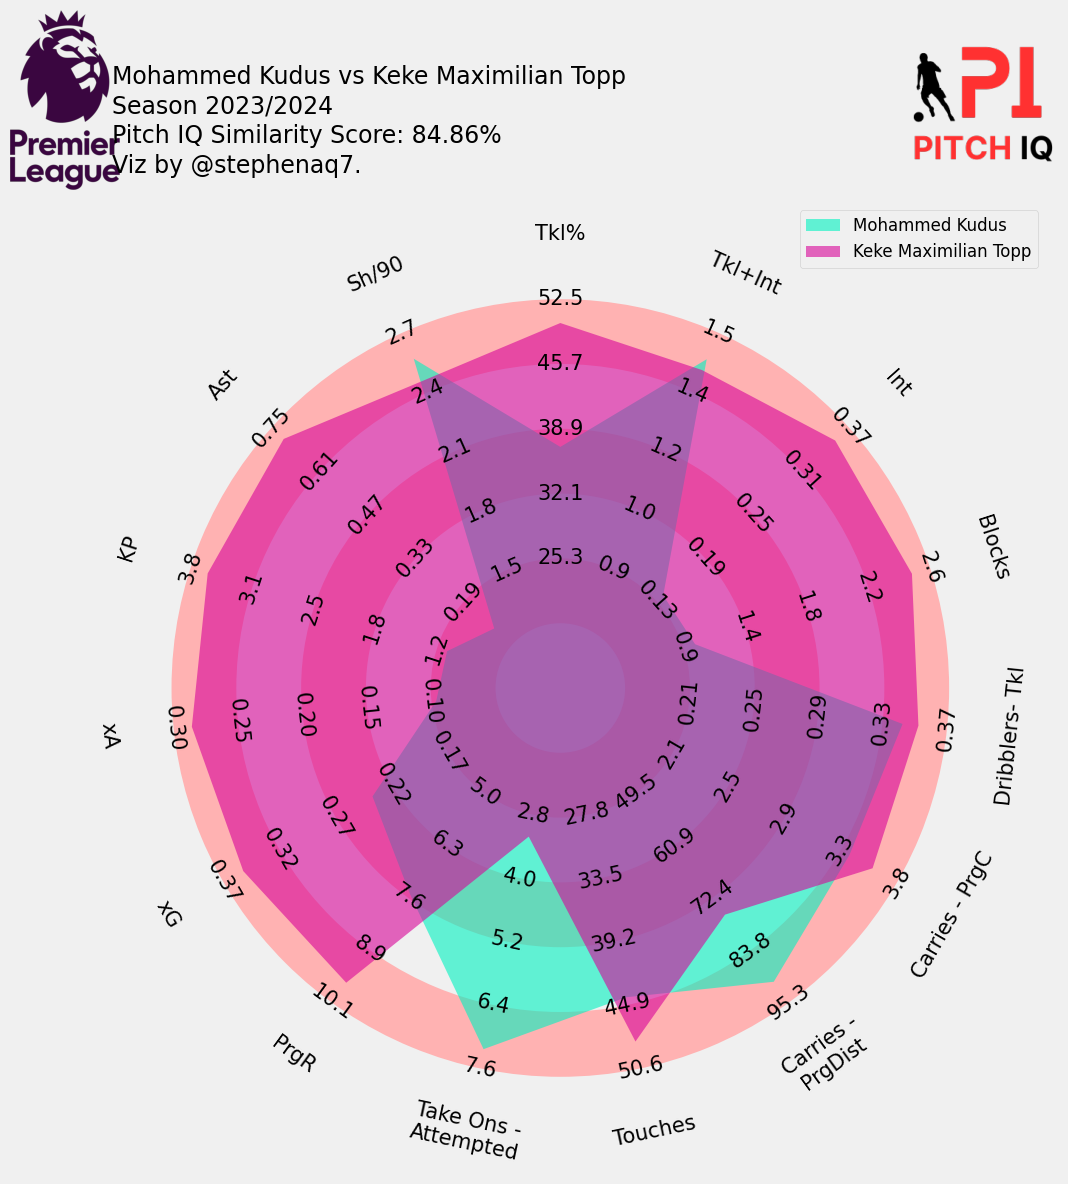 Mohammed Kudus vs Keke Maximilian Topp
Season 2023/2024
Pitch IQ Similarity Score: 84.86%
Viz by @stephenaq7.
Premier
League
PI
PITCH IQ
Mohammed Kudus
Keke Maximilian Topp
Tkl%
52.5
45.7
38.9
32.1
25.3
Tkl+Int
1.5
1.4
1.2
1.0
0.9
Int
0.37
0.31
0.25
0.19
0.13
Blocks
2.6
2.2
1.8
1.4
0.9
Dribblers- Tkl
0.37
0.33
0.29
0.25
0.21
Carries - PrgC
3.8
3.3
2.9
2.5
2.1
Carries -
PrgDist
95.3
83.8
72.4
60.9
49.5
Touches
50.6
44.9
39.2
33.5
27.8
Take Ons -
Attempted
7.6
6.4
5.2
4.0
2.8
PrgR
10.1
8.9
7.6
6.3
5.0
xG
0.37
0.32
0.27
0.22
0.17
xA
0.30
0.25
0.20
0.15
0.10
KP
3.8
3.1
2.5
1.8
1.2
Ast
0.75
0.61
0.47
0.33
0.19
Sh/90
2.7
2.4
2.1
1.8
1.5